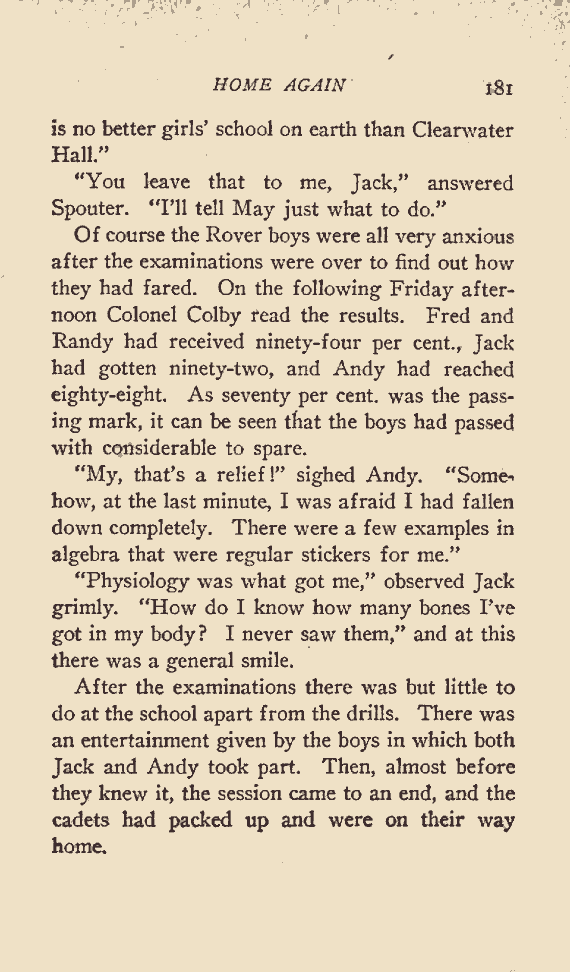 HOME AGAIN 181
is no better girls' school on earth than Clearwater
Hall."
"You leave that to me, Jack," answered
Spouter. "I'll tell May just what to do."
Of course the Rover boys were all very anxious
after the examinations were over to find out how
they had fared. On the following Friday after-
noon Colonel Colby read the results. Fred and
Randy had received ninety-four per cent., Jack
had gotten ninety-two, and Andy had reached
eighty-eight. As seventy per cent. was the pass-
ing mark, it can be seen that the boys had passed
with considerable to spare.
"My, that's a relief!" sighed Andy. "Some-
how, at the last minute, I was afraid I had fallen
down completely. There were a few examples in
algebra that were regular stickers for me."
"Physiology was what got me," observed Jack
grimly. "How do I know how many bones I've
got in my body? I never saw them," and at this
there was a general smile.
After the examinations there was but little to
do at the school apart from the drills. There was
an entertainment given by the boys in which both
Jack and Andy took part. Then, almost before
they knew it, the session came to an end, and the
cadets had packed up and were on their way
home.